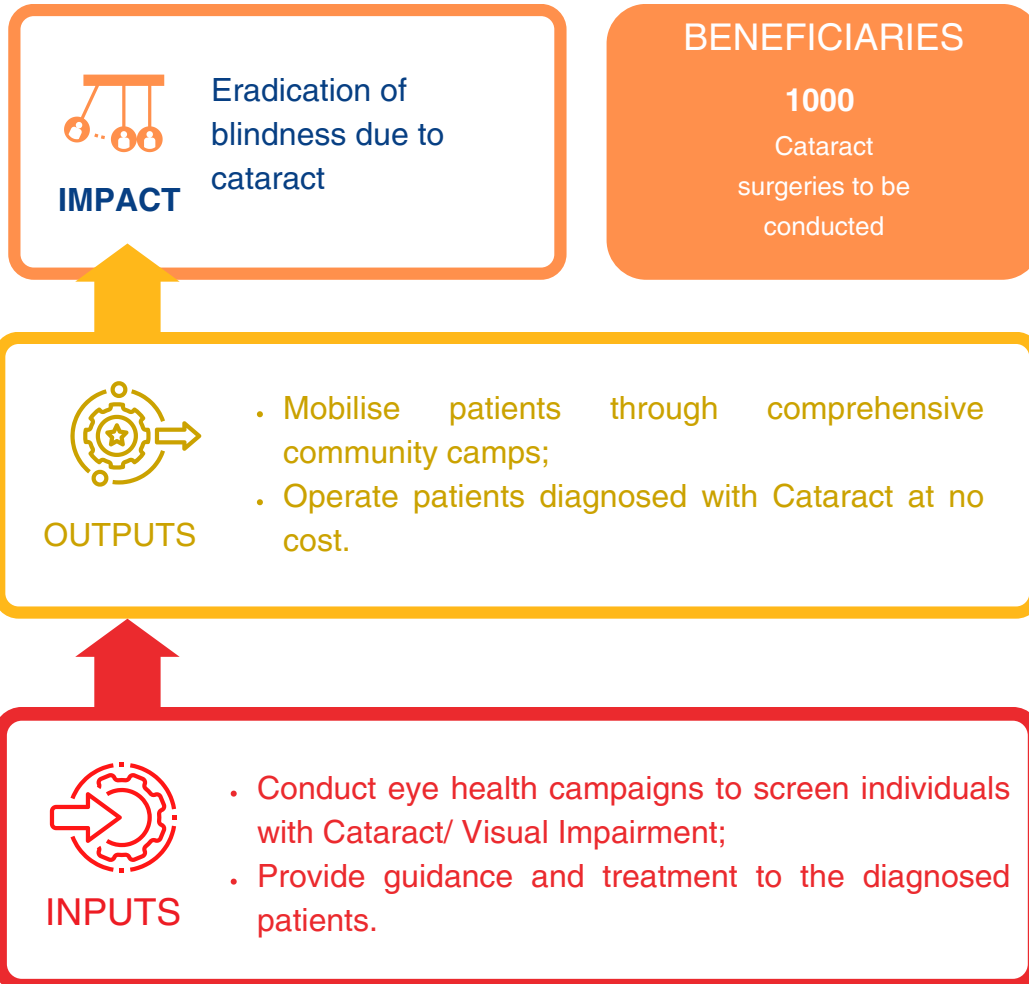 IMPACT
Eradication of
blindness due to
cataract
BENEFICIARIES
1000
Cataract
surgeries to be
conducted
OUTPUTS
• Mobilise patients through comprehensive
community camps;
• Operate patients diagnosed with Cataract at no
cost.
INPUTS
• Conduct eye health campaigns to screen individuals
with Cataract/ Visual Impairment;
• Provide guidance and treatment to the diagnosed
patients.